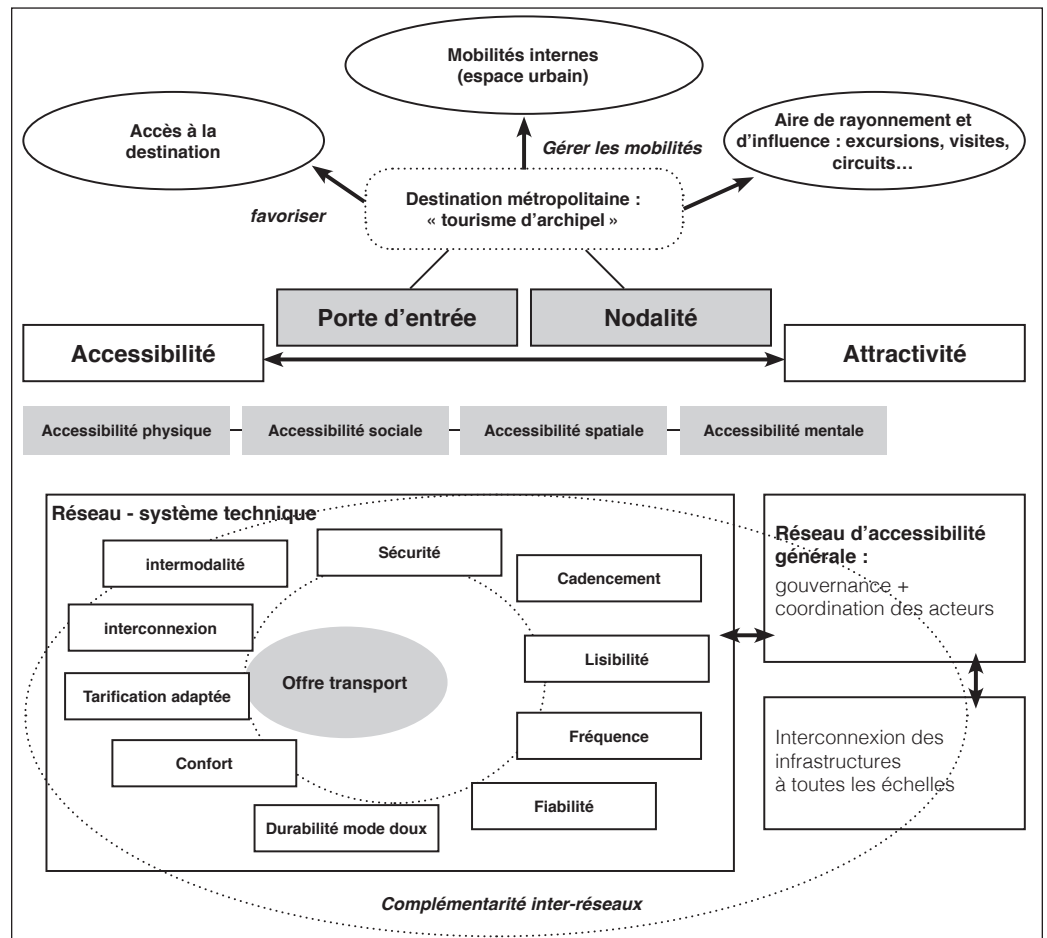 Mobilités internes
(espace urbain)
Accès à la
destination
Aire de rayonnement et
d'influence : excursions, visites,
circuits…
Gérer les mobilités
favoriser
Destination métropolitaine :
« tourisme d'archipel »
Porte d'entrée
Nodalité
Accessibilité
Attractivité
Accessibilité physique
Accessibilité sociale
Accessibilité spatiale
Accessibilité mentale
Réseau - système technique
intermodalité
Sécurité
Cadencement
interconnexion
Lisibilité
Offre transport
Tarification adaptée
Fréquence
Confort
Fiabilité
Durabilité mode doux
Réseau d'accessibilité
générale :
gouvernance +
coordination des acteurs
Interconnexion des
infrastructures
à toutes les échelles
Complémentarité inter-réseaux